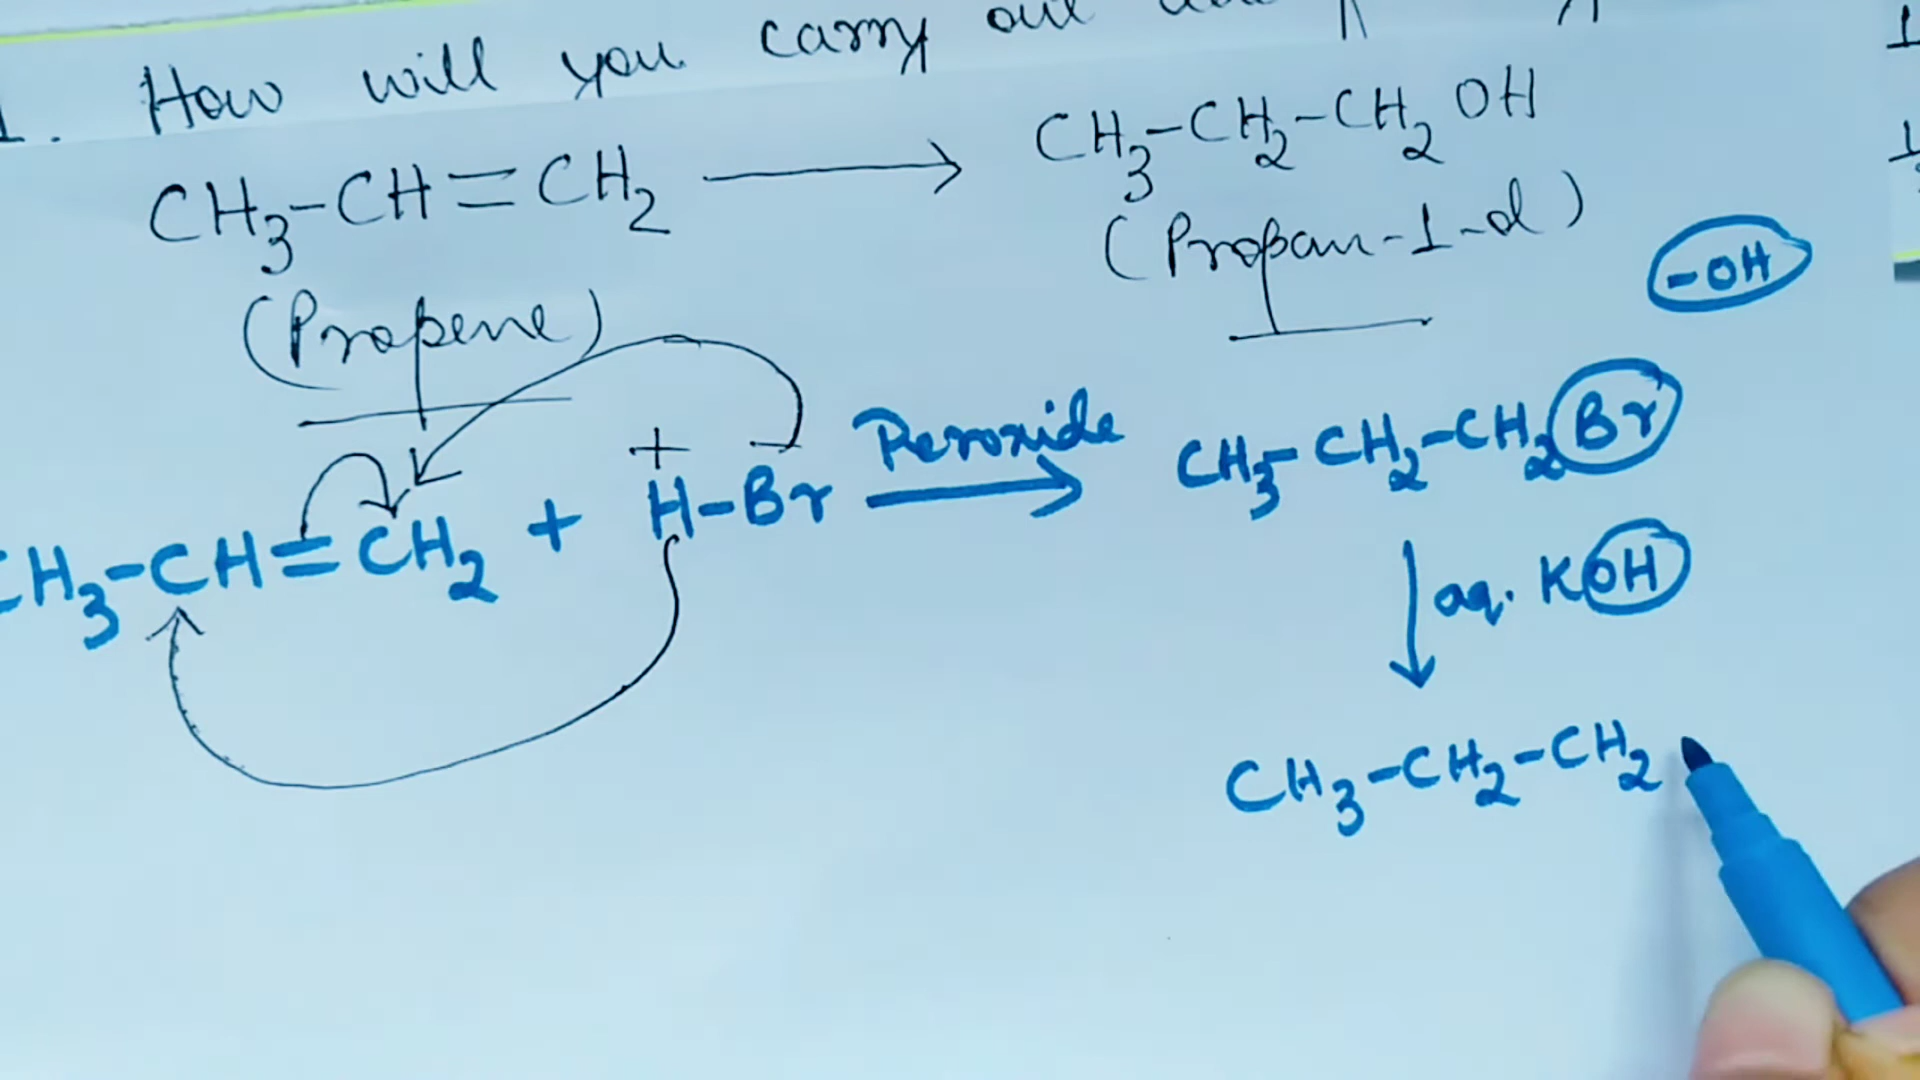 1. How will you carry out
CH₃-CH=CH₂ → CH₃-CH₂-CH₂OH
(Propene) (Propan-1-ol)
-OH
CH₃-CH=CH₂ + H-Br Peroxide → CH₃-CH₂-CH₂Br
+ -
↓ aq. KOH
CH₃-CH₂-CH₂